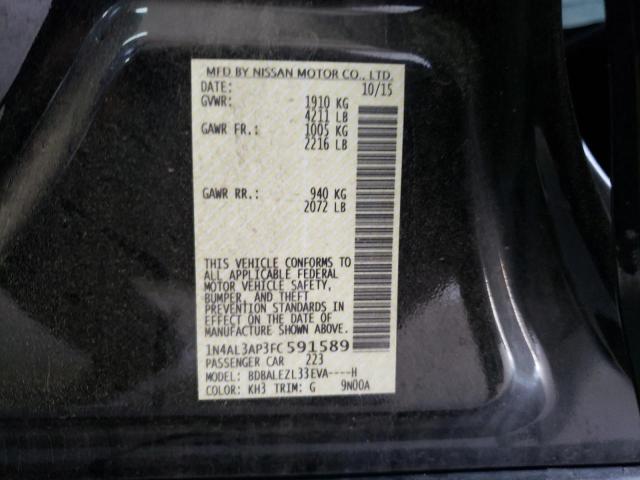 MFD BY NISSAN MOTOR CO., LTD.
DATE: 10/15
GVWR: 1910 KG
4211 LB
GAWR FR.: 1005 KG
2216 LB
GAWR RR.: 940 KG
2072 LB
THIS VEHICLE CONFORMS TO
ALL APPLICABLE FEDERAL
MOTOR VEHICLE SAFETY,
BUMPER, AND THEFT
PREVENTION STANDARDS IN
EFFECT ON THE DATE OF
MANUFACTURE SHOWN ABOVE.
1N4AL3AP3FC591589
PASSENGER CAR 223
MODEL: BDBALEZL33EVA----H
COLOR: KH3 TRIM: G 9N00A